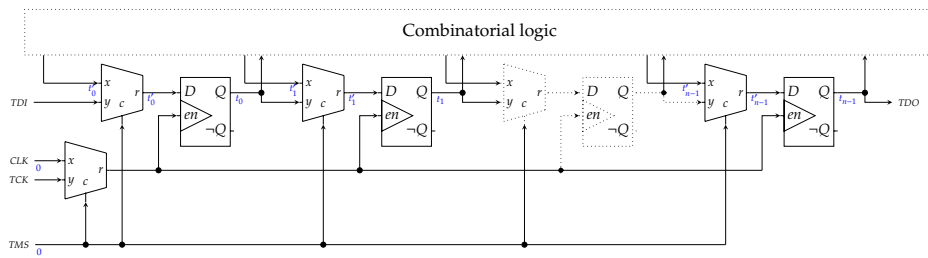 Combinatorial logic
x t'₀ y c r t'₀ D Q t₀ en ¬Q
x t'₁ y c r t'₁ D Q t₁ en ¬Q
x y c r D Q en ¬Q
x t'ₙ₋₁ y c r t'ₙ₋₁ D Q tₙ₋₁ en ¬Q
TDI
TDO
CLK 0
TCK
x y c r
TMS 0